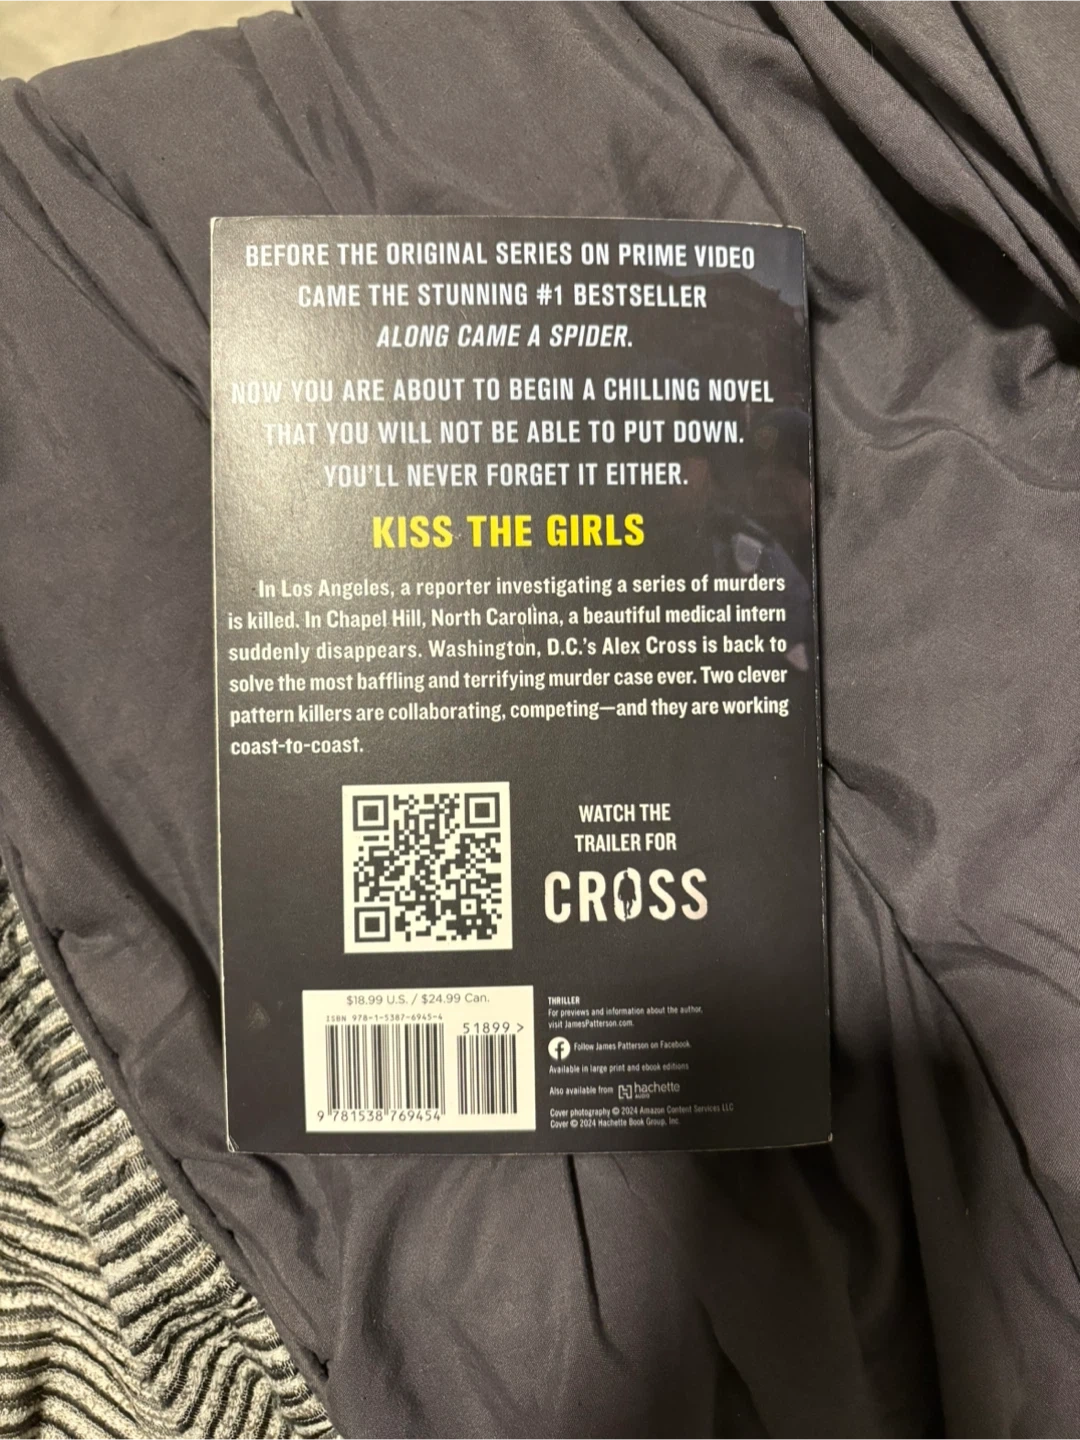 BEFORE THE ORIGINAL SERIES ON PRIME VIDEO
CAME THE STUNNING #1 BESTSELLER
ALONG CAME A SPIDER.
NOW YOU ARE ABOUT TO BEGIN A CHILLING NOVEL
THAT YOU WILL NOT BE ABLE TO PUT DOWN.
YOU'LL NEVER FORGET IT EITHER.
KISS THE GIRLS
In Los Angeles, a reporter investigating a series of murders
is killed. In Chapel Hill, North Carolina, a beautiful medical intern
suddenly disappears. Washington, D.C.'s Alex Cross is back to
solve the most baffling and terrifying murder case ever. Two clever
pattern killers are collaborating, competing—and they are working
coast-to-coast.
WATCH THE
TRAILER FOR
CROSS
$18.99 U.S. / $24.99 Can.
ISBN 978-1-5387-6945-4
51899 >
9 781538 769454
THRILLER
For previews and information about the author,
visit JamesPatterson.com.
Follow James Patterson on Facebook
Available in large print and ebook editions
Also available from hachette
audio
Cover photography © 2024 Amazon Content Services LLC
Cover © 2024 Hachette Book Group, Inc.